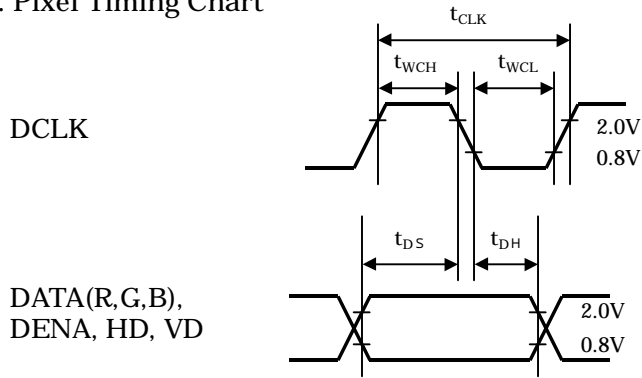 . Pixel Timing Chart
tCLK
tWCH tWCL
DCLK
2.0V
0.8V
tDS tDH
DATA(R,G,B),
DENA, HD, VD
2.0V
0.8V